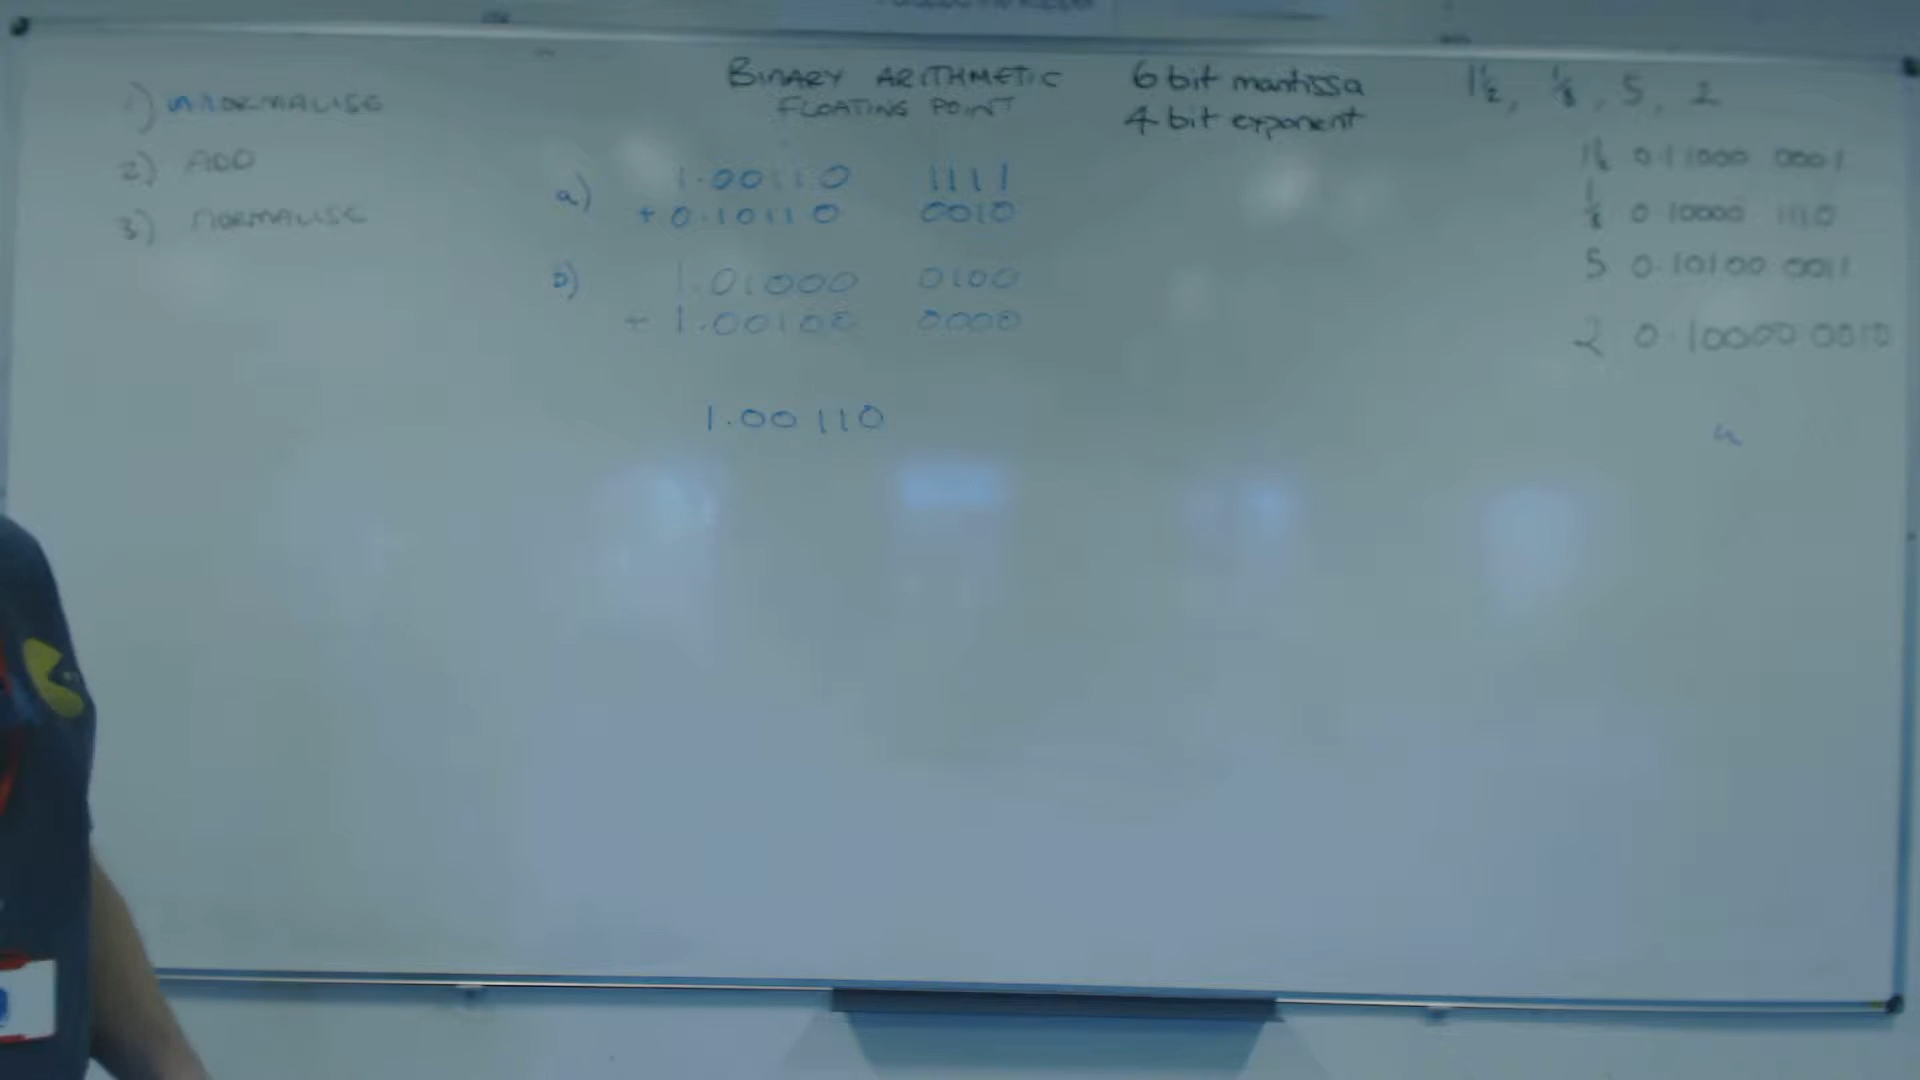 1) UNNORMALISE
2) ADD
3) NORMALISE
BINARY ARITHMETIC
FLOATING POINT
6 bit mantissa
4 bit exponent
a) 1.00110 1111
+ 0.10110 0010
b) 1.01000 0100
+ 1.00100 0000
1.00110
1½, ⅛, 5, 2
1½ 0.11000 0001
⅛ 0.10000 1110
5 0.10100 0011
2 0.10000 0010